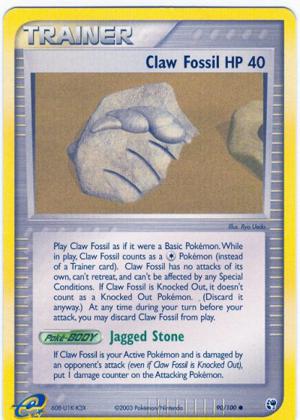 TRAINER
Claw Fossil HP 40
Illus. Ryo Ueda
Play Claw Fossil as if it were a Basic Pokémon. While
in play, Claw Fossil counts as a Pokémon (instead
of a Trainer card). Claw Fossil has no attacks of its
own, can't retreat, and can't be affected by any Special
Conditions. If Claw Fossil is Knocked Out, it doesn't
count as a Knocked Out Pokémon. (Discard it
anyway.) At any time during your turn before your
attack, you may discard Claw Fossil from play.
Poké-BODY Jagged Stone
If Claw Fossil is your Active Pokémon and is damaged by
an opponent's attack (even if Claw Fossil is Knocked Out),
put 1 damage counter on the Attacking Pokémon.
e
©2003 Pokémon/Nintendo
90/100